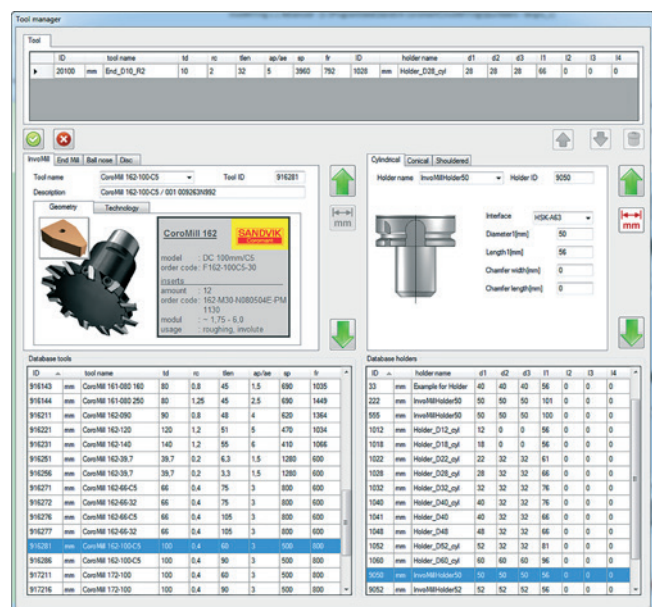 Tool manager
Tool
ID tool name td rc tlen ap/ae sp fr ID holder name d1 d2 d3 l1 l2 l3 l4
20100 mm End_D10_R2 10 2 32 5 3960 792 1028 mm Holder_D28_cyl 28 28 28 66 0 0 0
InvoMill End Mill Ball nose Disc
Tool name CoroMill 162-100-C5 Tool ID 916281
Description CoroMill 162-100-C5 / 001 009263N992
Geometry Technology
CoroMill 162 SANDVIK
Coromant
model : DC 100mm/C5
order code : F162-100C5-30
inserts
amount : 12
order code : 162-M30-N080504E-PM
1130
modul : ~ 1,75 - 6,0
usage : roughing, involute
mm
Cylindrical Conical Shouldered
Holder name InvoMillHolder50 Holder ID 9050
Interface HSK-A63
Diameter1[mm] 50
Length1[mm] 56
Chamfer width[mm] 0
Chamfer length[mm] 0
mm
Database tools
ID tool name td rc tlen ap/ae sp fr
916143 mm CoroMill 161-080 160 80 0,8 45 1,5 690 1035
916144 mm CoroMill 161-080 250 80 1,25 45 2,5 690 1449
916211 mm CoroMill 162-090 90 0,8 48 4 620 1364
916221 mm CoroMill 162-120 120 1,2 51 5 470 1034
916231 mm CoroMill 162-140 140 1,2 55 6 410 1066
916251 mm CoroMill 162-39,7 39,7 0,2 6,3 1,5 1280 600
916256 mm CoroMill 162-39,7 39,7 0,2 3,3 1,5 1280 600
916271 mm CoroMill 162-66-C5 66 0,4 75 3 800 600
916272 mm CoroMill 162-66-32 66 0,4 75 3 800 600
916276 mm CoroMill 162-66-C5 66 0,4 105 3 800 600
916277 mm CoroMill 162-66-32 66 0,4 105 3 800 600
916281 mm CoroMill 162-100-C5 100 0,4 60 3 500 800
916286 mm CoroMill 162-100-C5 100 0,4 90 3 500 800
917211 mm CoroMill 172-100 100 0,4 60 3 500 800
917216 mm CoroMill 172-100 100 0,4 90 3 500 800
Database holders
ID holder name d1 d2 d3 l1 l2 l3 l4
33 mm Example for Holder 40 40 40 56 0 0 0
222 mm InvoMillHolder50 50 50 50 101 0 0 0
555 mm InvoMillHolder50 50 50 50 100 0 0 0
1012 mm Holder_D12_cyl 12 0 0 56 0 0 0
1018 mm Holder_D18_cyl 18 0 0 56 0 0 0
1022 mm Holder_D22_cyl 22 32 32 61 0 0 0
1028 mm Holder_D28_cyl 28 32 32 66 0 0 0
1032 mm Holder_D32_cyl 32 32 32 76 0 0 0
1040 mm Holder_D40_cyl 40 32 32 76 0 0 0
1041 mm Holder_D40 40 32 32 66 0 0 0
1048 mm Holder_D48 48 32 32 66 0 0 0
1052 mm Holder_D52_cyl 52 32 32 81 0 0 0
1060 mm Holder_D60_cyl 60 60 60 96 0 0 0
9050 mm InvoMillHolder50 50 50 50 56 0 0 0
9052 mm InvoMillHolder52 52 52 52 56 0 0 0